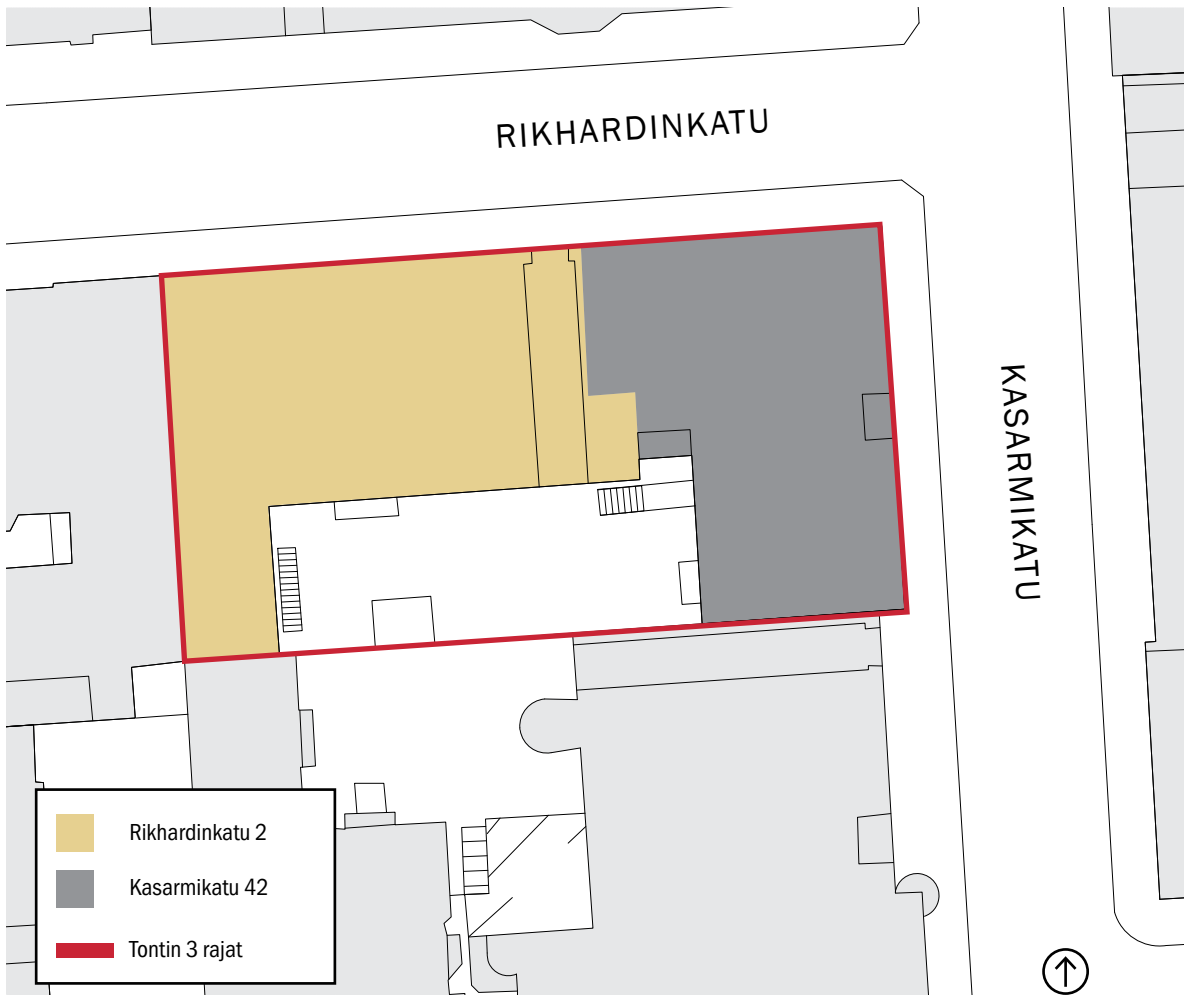 RIKHARDINKATU
KASARMIKATU
Rikhardinkatu 2
Kasarmikatu 42
Tontin 3 rajat